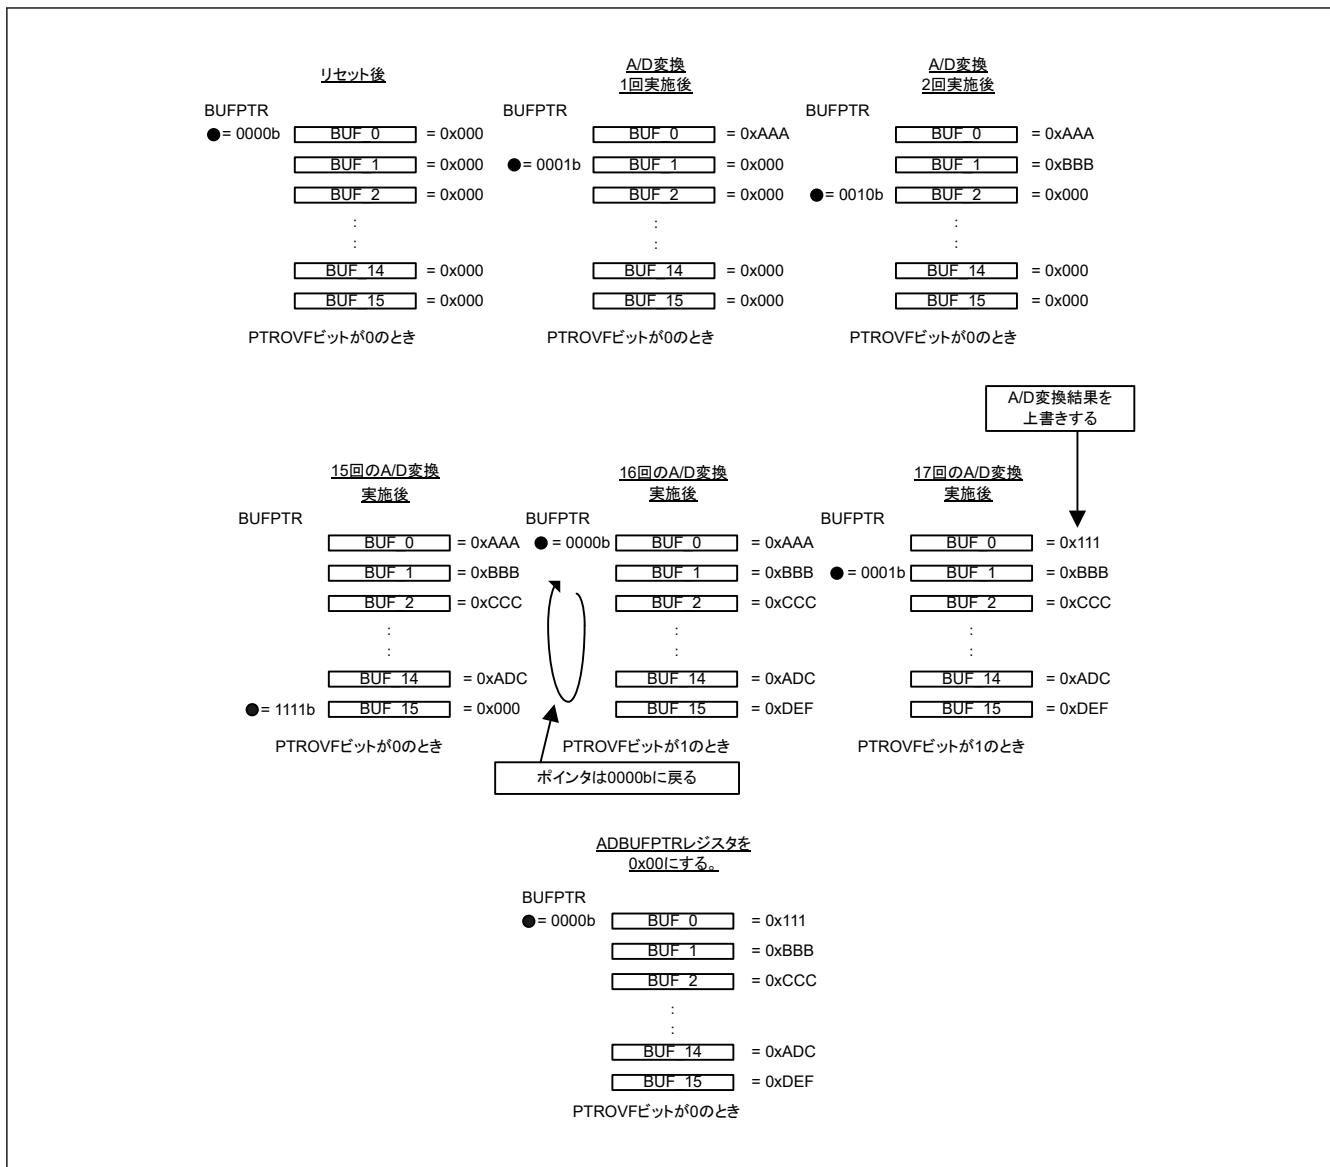 リセット後
BUFPTR
= 0000b BUF_0 = 0x000
BUF_1 = 0x000
BUF_2 = 0x000
:
:
BUF_14 = 0x000
BUF_15 = 0x000
PTROVFビットが0のとき
A/D変換
1回実施後
BUFPTR
BUF_0 = 0xAAA
= 0001b BUF_1 = 0x000
BUF_2 = 0x000
:
:
BUF_14 = 0x000
BUF_15 = 0x000
PTROVFビットが0のとき
A/D変換
2回実施後
BUFPTR
BUF_0 = 0xAAA
BUF_1 = 0xBBB
= 0010b BUF_2 = 0x000
:
:
BUF_14 = 0x000
BUF_15 = 0x000
PTROVFビットが0のとき
15回のA/D変換
実施後
BUFPTR
BUF_0 = 0xAAA
BUF_1 = 0xBBB
BUF_2 = 0xCCC
:
:
BUF_14 = 0xADC
= 1111b BUF_15 = 0x000
PTROVFビットが0のとき
16回のA/D変換
実施後
BUFPTR
= 0000b BUF_0 = 0xAAA
BUF_1 = 0xBBB
BUF_2 = 0xCCC
:
:
BUF_14 = 0xADC
BUF_15 = 0xDEF
PTROVFビットが1のとき
ポインタは0000bに戻る
A/D変換結果を
上書きする
17回のA/D変換
実施後
BUFPTR
BUF_0 = 0x111
= 0001b BUF_1 = 0xBBB
BUF_2 = 0xCCC
:
:
BUF_14 = 0xADC
BUF_15 = 0xDEF
PTROVFビットが1のとき
ADBUFPTRレジスタを
0x00にする。
BUFPTR
= 0000b BUF_0 = 0x111
BUF_1 = 0xBBB
BUF_2 = 0xCCC
:
:
BUF_14 = 0xADC
BUF_15 = 0xDEF
PTROVFビットが0のとき